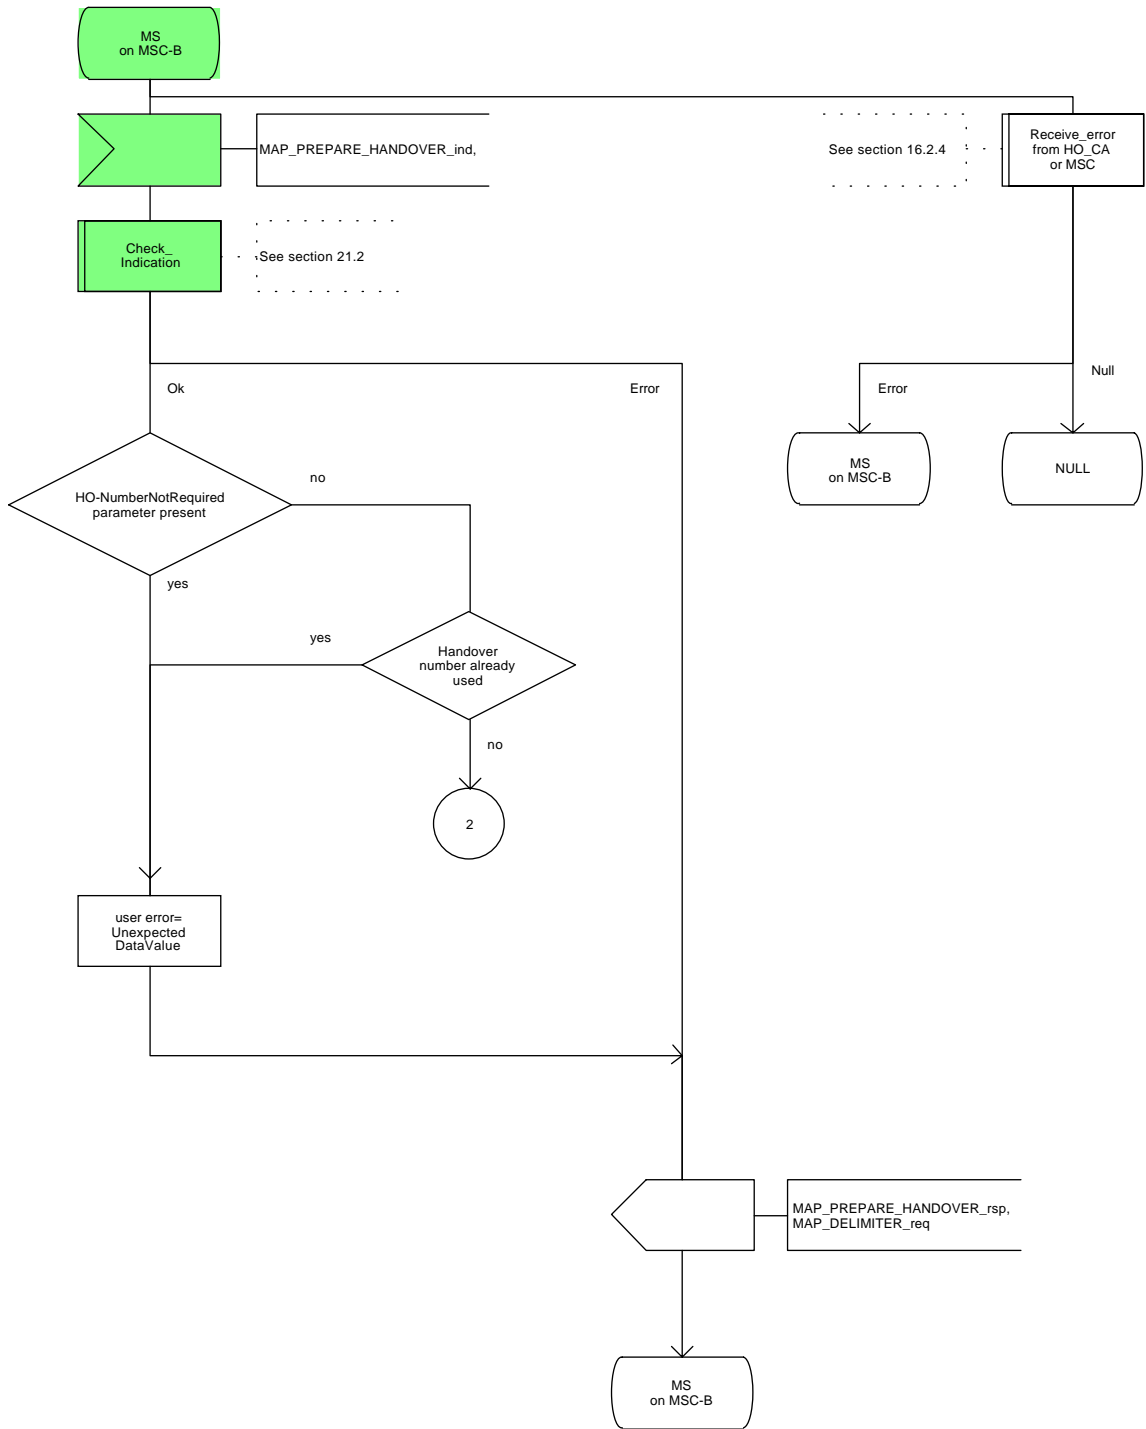 MS
on MSC-B
MAP_PREPARE_HANDOVER_ind,
See section 16.2.4
Receive_error
from HO_CA
or MSC
Check_
Indication
See section 21.2
Ok
Error
Error
Null
MS
on MSC-B
NULL
HO-NumberNotRequired
parameter present
no
yes
yes
Handover
number already
used
no
2
user error=
Unexpected
DataValue
MAP_PREPARE_HANDOVER_rsp,
MAP_DELIMITER_req
MS
on MSC-B